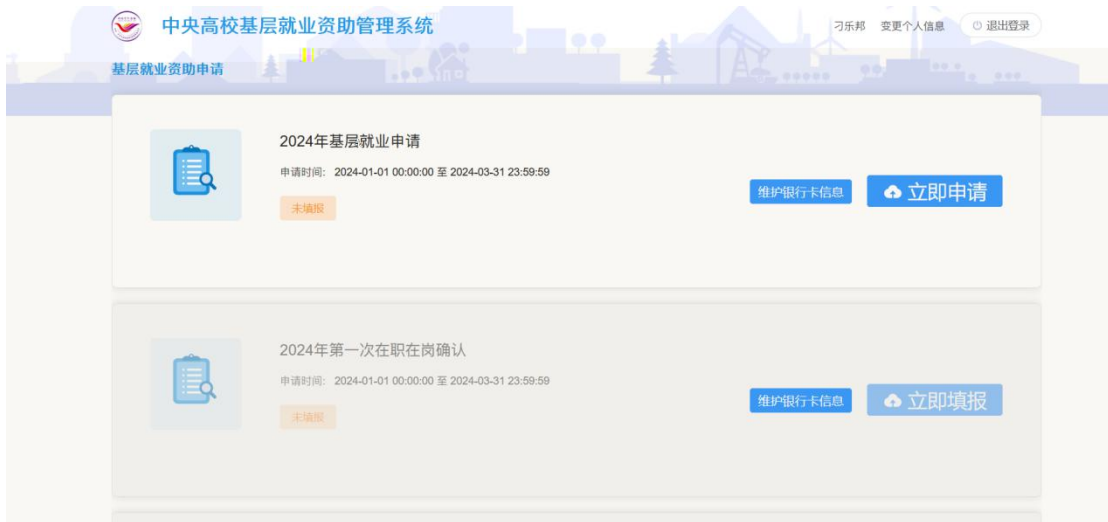 中央高校基层就业资助管理系统
刁乐邦 变更个人信息 退出登录
基层就业资助申请
2024年基层就业申请
申请时间: 2024-01-01 00:00:00 至 2024-03-31 23:59:59
维护银行卡信息 立即申请
未填报
2024年第一次在职在岗确认
申请时间: 2024-01-01 00:00:00 至 2024-03-31 23:59:59
维护银行卡信息 立即填报
未填报